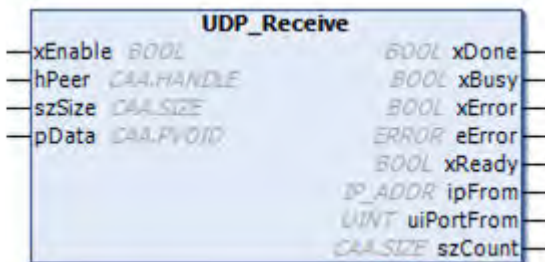 UDP_Receive
xEnable BOOL BOOL xDone
hPeer CAA.HANDLE BOOL xBusy
szSize CAA.SIZE BOOL xError
pData CAA.PVOID ERROR eError
BOOL xReady
IP_ADDR ipFrom
UINT uiPortFrom
CAA.SIZE szCount